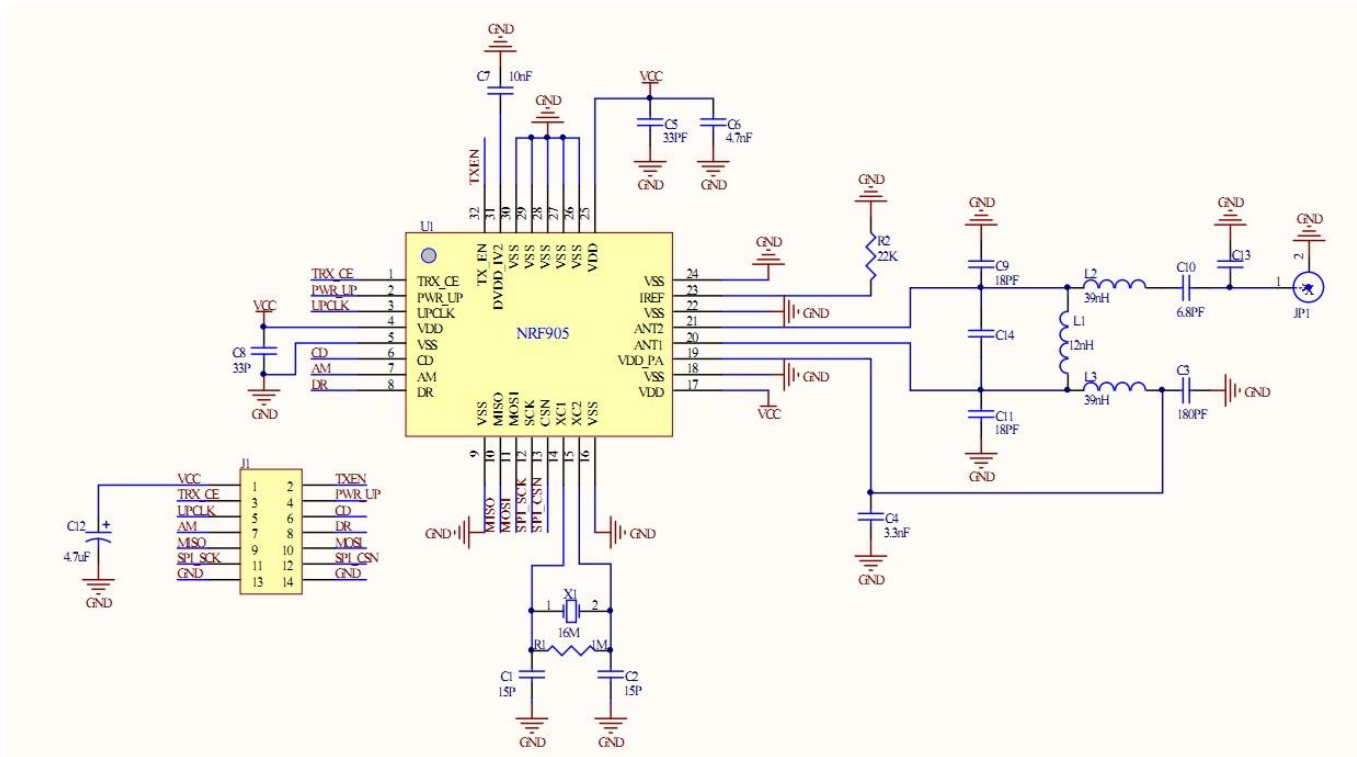 GND
C7 10nF
GND
VCC
C5
33PF
C6
4.7nF
GND GND
TXEN
32 31 30 29 28 27 26 25
U1
TX_EN DVDD_IV2 VSS VSS VSS VSS VSS VDD
TRX_CE 1 TRX_CE
PWR_UP 2 PWR_UP
UPCLK 3 UPCLK
4 VDD
5 VSS
CD 6 CD
AM 7 AM
DR 8 DR
NRF905
VSS 24
IREF 23
VSS 22
ANT2 21
ANT1 20
VDD_PA 19
VSS 18
VDD 17
GND
GND
GND
VCC
VCC
C8
33P
GND
VSS MISO MOSI SCK CSN XC1 XC2 VSS
9 10 11 12 13 14 15 16
MISO MOSI SPI_SCK SPI_CSN
GND
GND
GND
R2
22K
GND
C9
18PF
C14
L1
12nH
L2
39nH
C10
6.8PF
GND
C13
GND
2
1
JP1
L3
39nH
C3
180PF
GND
C11
18PF
GND
C4
3.3nF
GND
J1
VCC 1 2 TXEN
TRX_CE 3 4 PWR_UP
UPCLK 5 6 CD
AM 7 8 DR
MISO 9 10 MOSI
SPI_SCK 11 12 SPI_CSN
GND 13 14 GND
C12 +
4.7uF
GND
X1
1 2
16M
R1 1M
C1
15P
C2
15P
GND GND